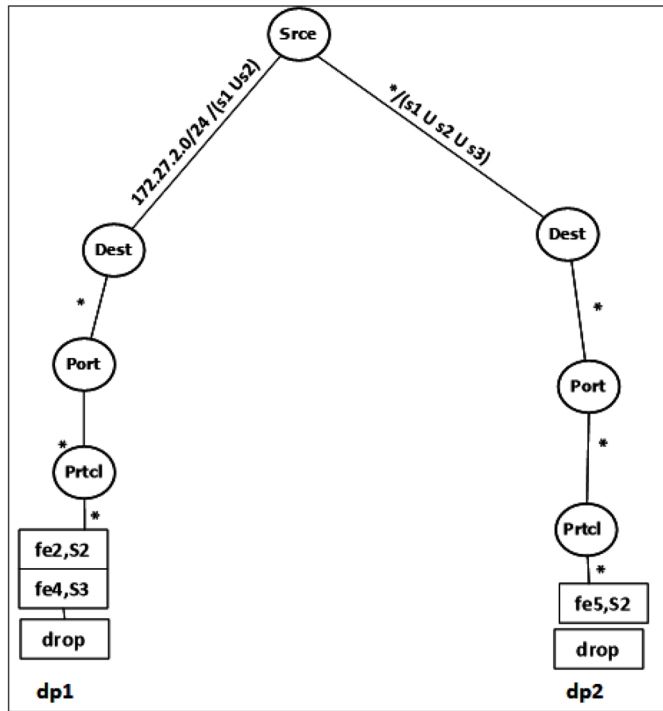 Srce
172.27.2.0/24 /(s1 Us2)
*/(s1 U s2 U s3)
Dest
Dest
*
*
Port
Port
*
*
Prtcl
Prtcl
*
*
fe2,S2
fe4,S3
fe5,S2
drop
drop
dp1
dp2